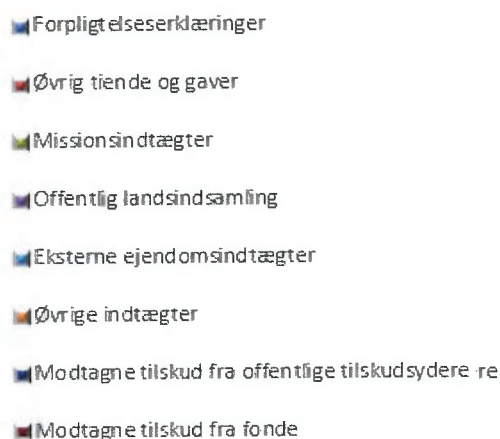 Forpligtelseserklæringer
Øvrig tiende og gaver
Missionsindtægter
Offentlig landsindsamling
Eksterne ejendomsindtægter
Øvrige indtægter
Modtagne tilskud fra offentlige tilskudsydere re
Modtagne tilskud fra fonde